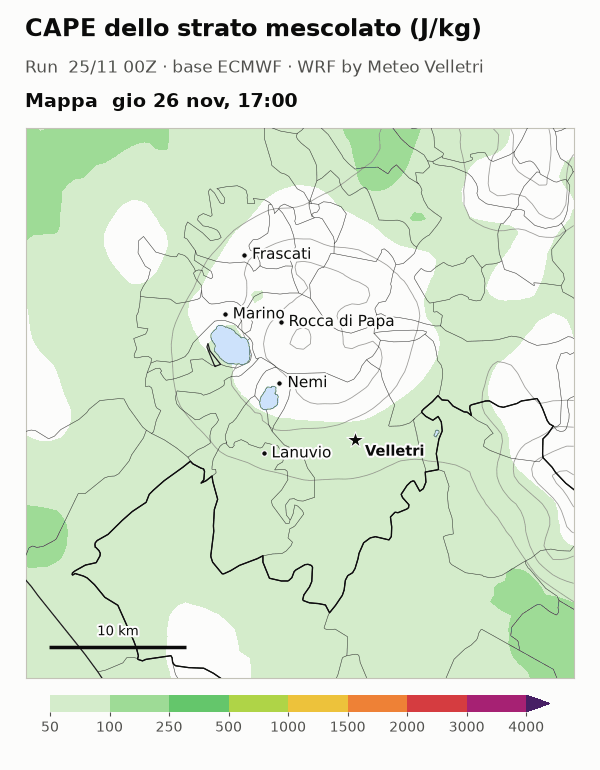 CAPE dello strato mescolato (J/kg)
Run  25/11 00Z · base ECMWF · WRF by Meteo Velletri
Mappa  gio 26 nov, 17:00
Frascati
Marino
Rocca di Papa
Nemi
Velletri
Lanuvio
10 km
50 100 250 500 1000 1500 2000 3000 4000